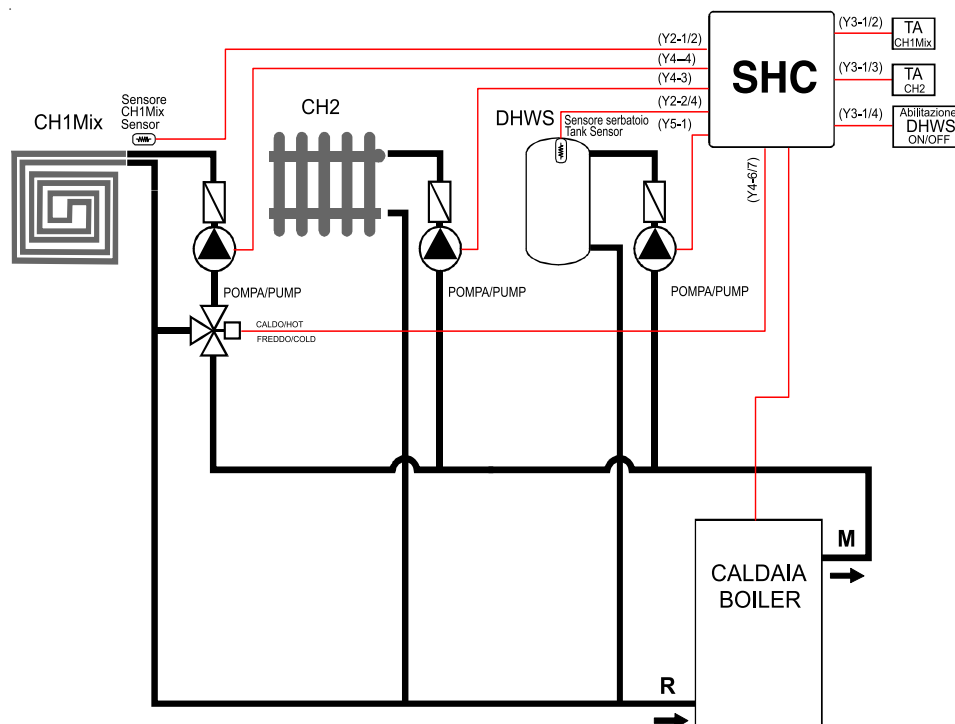 (Y2-1/2)
(Y4–4)
(Y4-3)
(Y2-2/4)
(Y5-1)
SHC
(Y3-1/2)
TA
CH1Mix
(Y3-1/3)
TA
CH2
(Y3-1/4)
Abilitazione
DHWS
ON/OFF
(Y4-6/7)
CH1Mix
Sensore
CH1Mix
Sensor
CH2
DHWS
Sensore serbatoio
Tank Sensor
POMPA/PUMP
POMPA/PUMP
POMPA/PUMP
CALDO/HOT
FREDDO/COLD
M
CALDAIA
BOILER
R